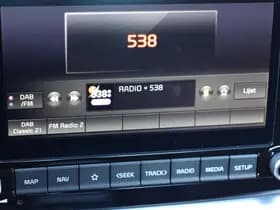 538
DAB
/FM
538
RADIO = 538
Lijst
DAB
Classic 21
FM Radio 2
MAP
NAV
<SEEK
TRACK>
RADIO
MEDIA
SETUP